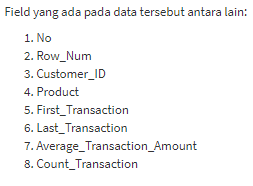 Field yang ada pada data tersebut antara lain:
1. No
2. Row_Num
3. Customer_ID
4. Product
5. First_Transaction
6. Last_Transaction
7. Average_Transaction_Amount
8. Count_Transaction